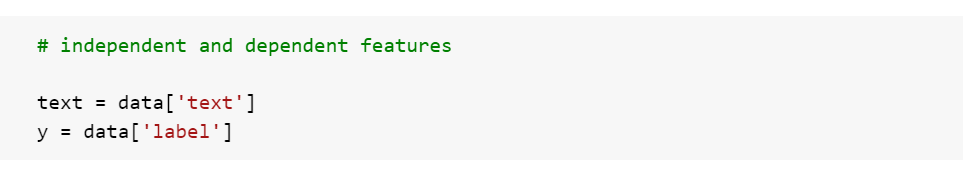 # independent and dependent features
text = data['text']
y = data['label']